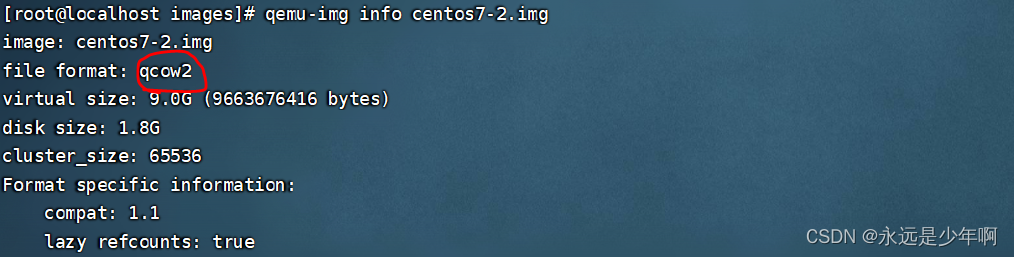 [root@localhost images]# qemu-img info centos7-2.img
image: centos7-2.img
file format: qcow2
virtual size: 9.0G (9663676416 bytes)
disk size: 1.8G
cluster_size: 65536
Format specific information:
    compat: 1.1
    lazy refcounts: true
CSDN @永远是少年啊